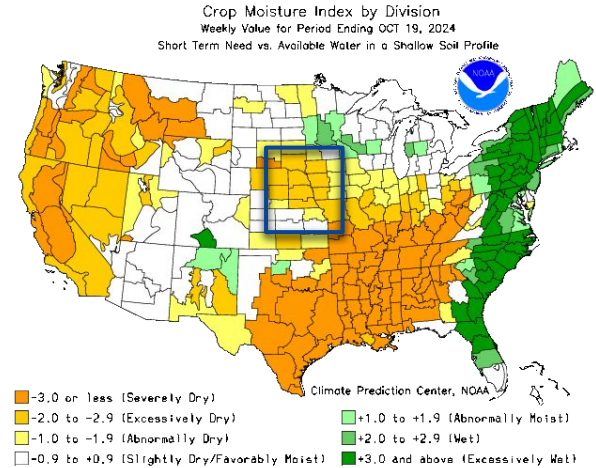 Crop Moisture Index by Division
Weekly Value for Period Ending OCT 19, 2024
Short Term Need vs. Available Water in a Shallow Soil Profile
NOAA
Climate Prediction Center, NOAA
-3.0 or less (Severely Dry)
-2.0 to -2.9 (Excessively Dry)
-1.0 to -1.9 (Abnormally Dry)
-0.9 to +0.9 (Slightly Dry/Favorably Moist)
+1.0 to +1.9 (Abnormally Moist)
+2.0 to +2.9 (Wet)
+3.0 and above (Excessively Wet)